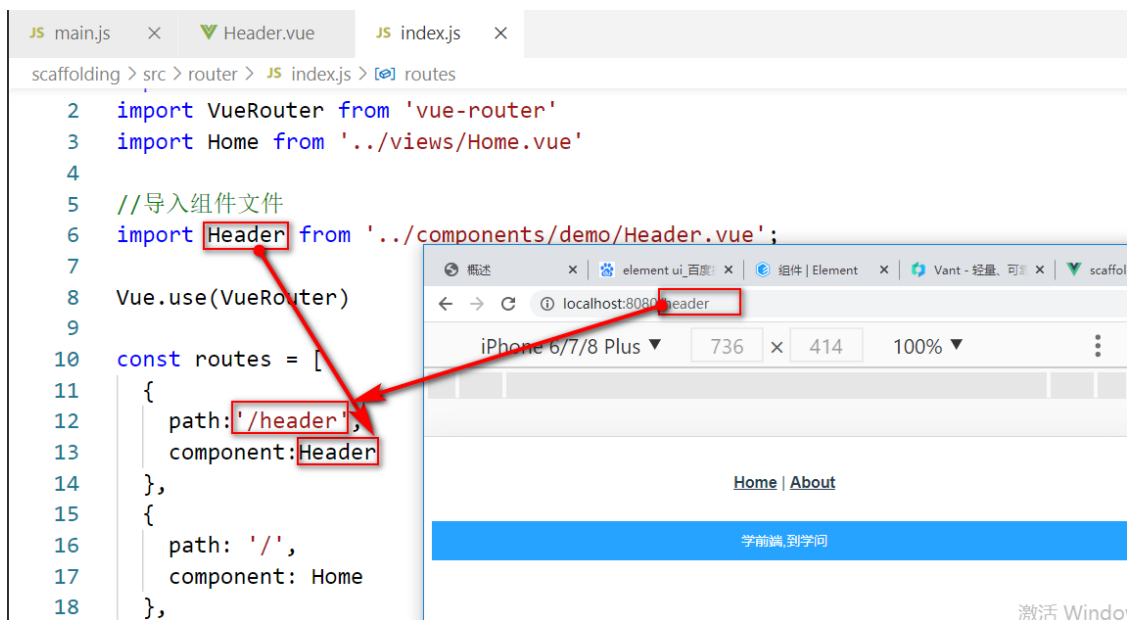 JS main.js × Header.vue JS index.js ×
scaffolding > src > router > JS index.js > routes
2 import VueRouter from 'vue-router'
3 import Home from '../views/Home.vue'
4
5 //导入组件文件
6 import Header from '../components/demo/Header.vue';
7
8 Vue.use(VueRouter)
9
10 const routes = [
11 {
12 path:'/header',
13 component:Header
14 },
15 {
16 path: '/',
17 component: Home
18 },
概述 × element ui_百度 × 组件 | Element × Vant - 轻量、可 × scaffol
localhost:8080/header
iPhone 6/7/8 Plus ▼ 736 × 414 100% ▼
Home | About
学前端,到学问
激活 Window